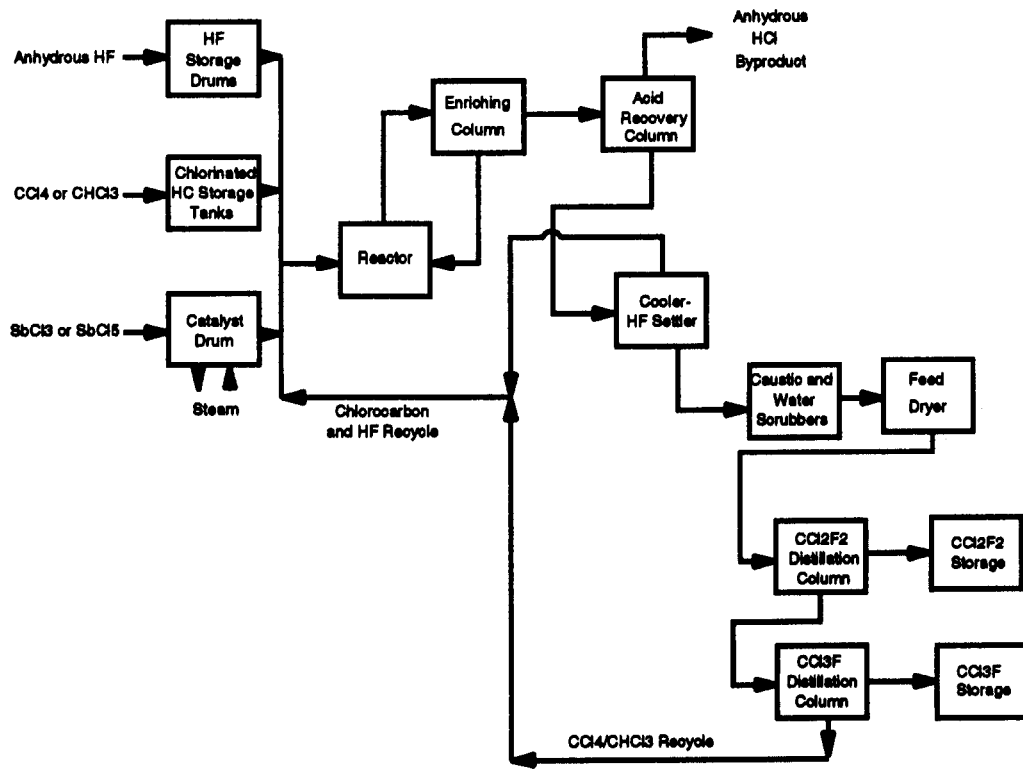 Anhydrous
HCl
Byproduct
Anhydrous HF
HF
Storage
Drums
Enriching
Column
Acid
Recovery
Column
CCl4 or CHCl3
Chlorinated
HC Storage
Tanks
Reactor
Cooler-
HF Settler
SbCl3 or SbCl5
Catalyst
Drum
Steam
Chlorocarbon
and HF Recycle
Caustic and
Water
Scrubbers
Feed
Dryer
CCl2F2
Distillation
Column
CCl2F2
Storage
CCl3F
Distillation
Column
CCl3F
Storage
CCl4/CHCl3 Recycle